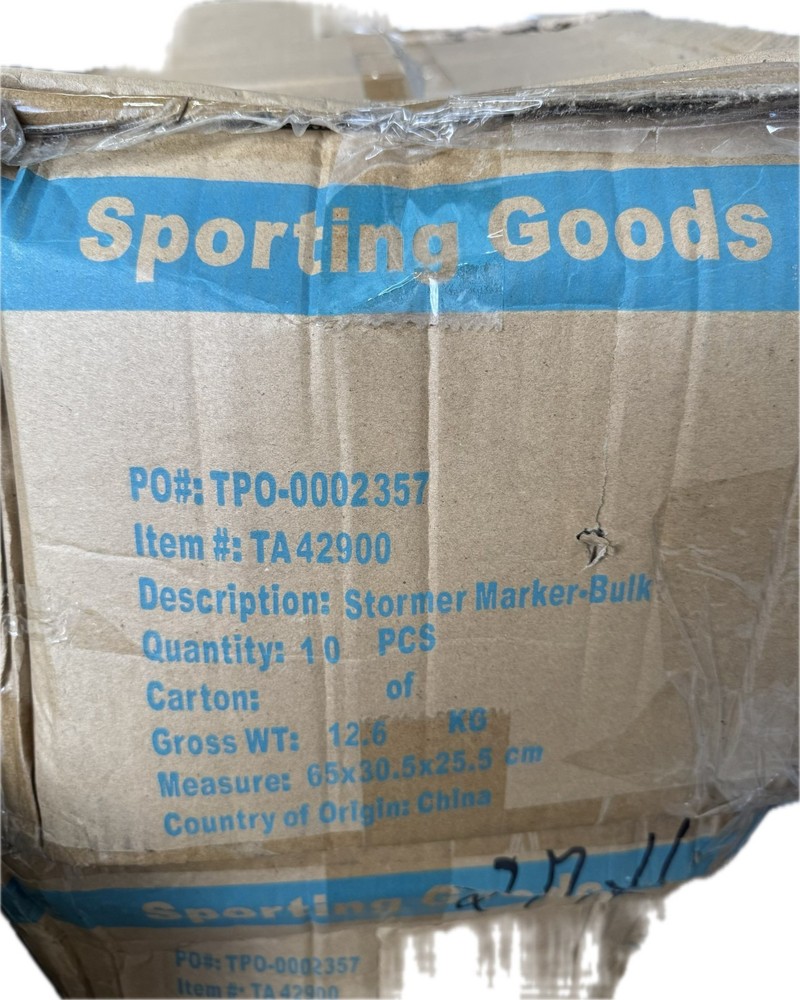 Sporting Goods
PO#: TPO-0002357
Item #: TA42900
Description: Stormer Marker-Bulk
Quantity: 10 PCS
Carton: of
Gross WT: 12.6 KG
Measure: 65x30.5x25.5 cm
Country of Origin: China
Sporting
PO#: TPO-0002357
Item #: TA42900